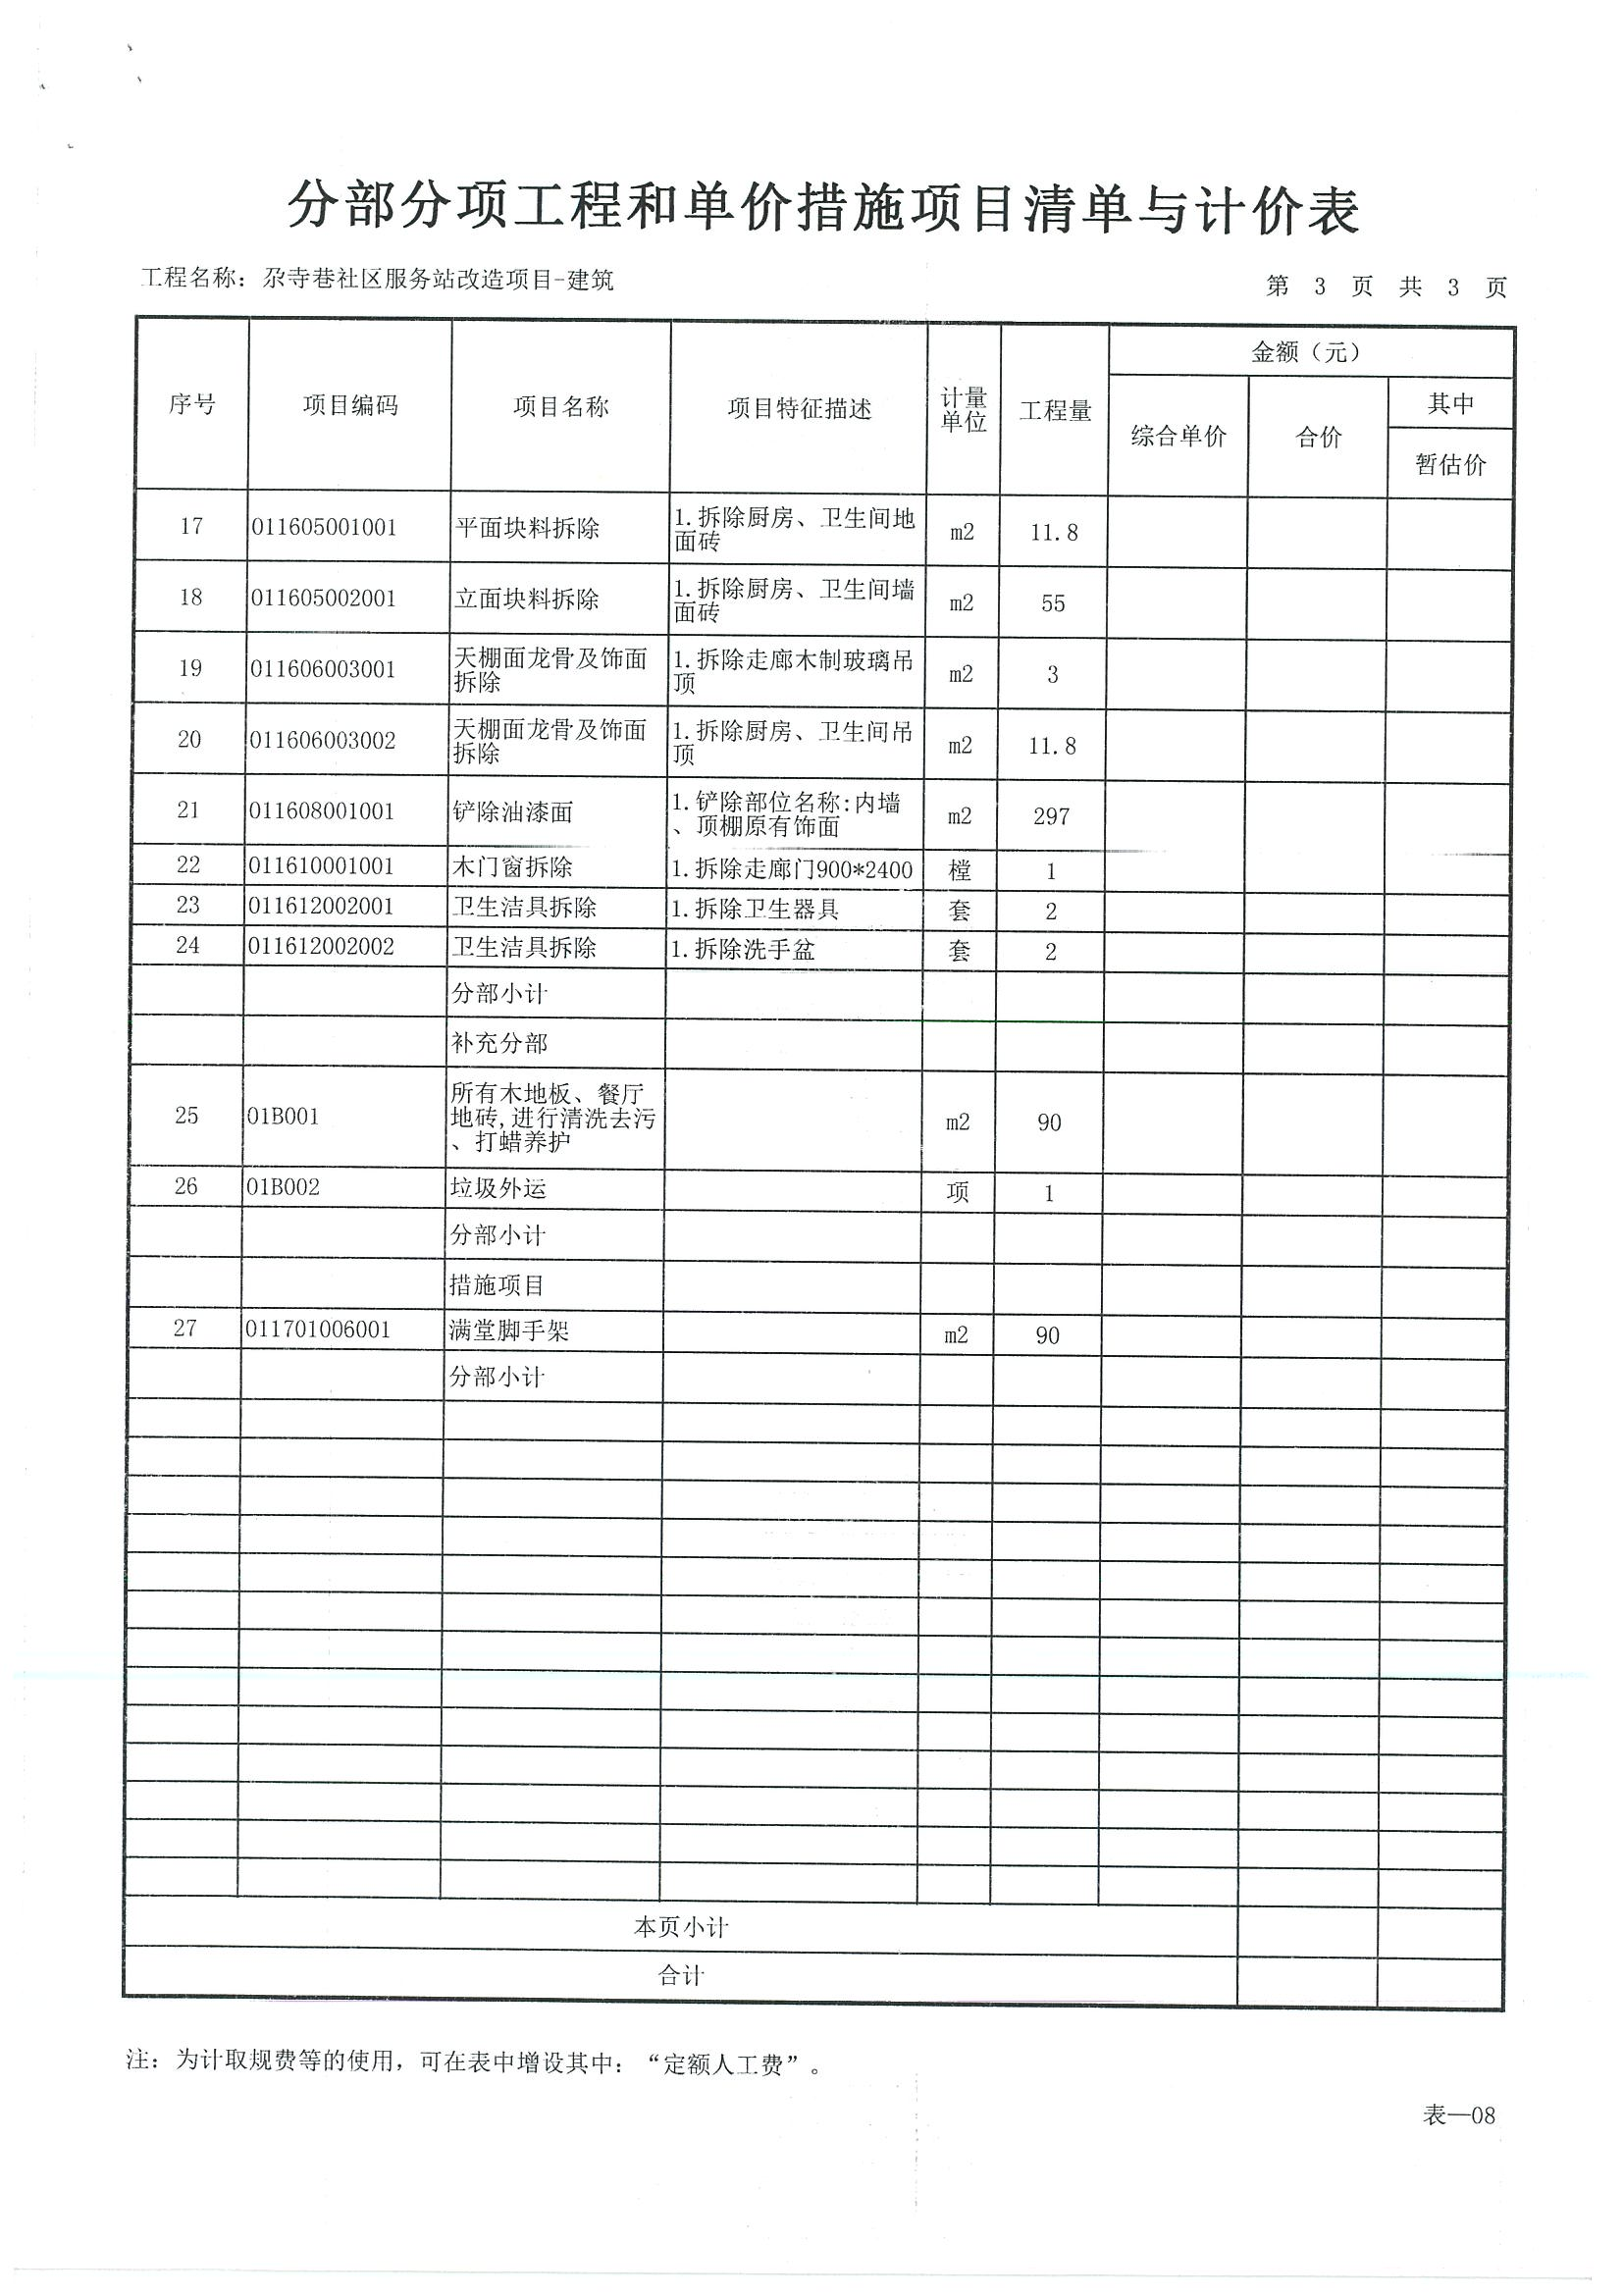 分部分项工程和单价措施项目清单与计价表
工程名称：尕寺巷社区服务站改造项目-建筑
第 3 页 共 3 页
序号 项目编码 项目名称 项目特征描述 计量单位 工程量 金额（元）
综合单价 合价 其中
暂估价
17 011605001001 平面块料拆除 1.拆除厨房、卫生间地面砖 m2 11.8
18 011605002001 立面块料拆除 1.拆除厨房、卫生间墙面砖 m2 55
19 011606003001 天棚面龙骨及饰面拆除 1.拆除走廊木制玻璃吊顶 m2 3
20 011606003002 天棚面龙骨及饰面拆除 1.拆除厨房、卫生间吊顶 m2 11.8
21 011608001001 铲除油漆面 1.铲除部位名称:内墙、顶棚原有饰面 m2 297
22 011610001001 木门窗拆除 1.拆除走廊门900*2400 樘 1
23 011612002001 卫生洁具拆除 1.拆除卫生器具 套 2
24 011612002002 卫生洁具拆除 1.拆除洗手盆 套 2
分部小计
补充分部
25 01B001 所有木地板、餐厅地砖,进行清洗去污、打蜡养护 m2 90
26 01B002 垃圾外运 项 1
分部小计
措施项目
27 011701006001 满堂脚手架 m2 90
分部小计
本页小计
合计
注：为计取规费等的使用，可在表中增设其中：“定额人工费”。
表—08